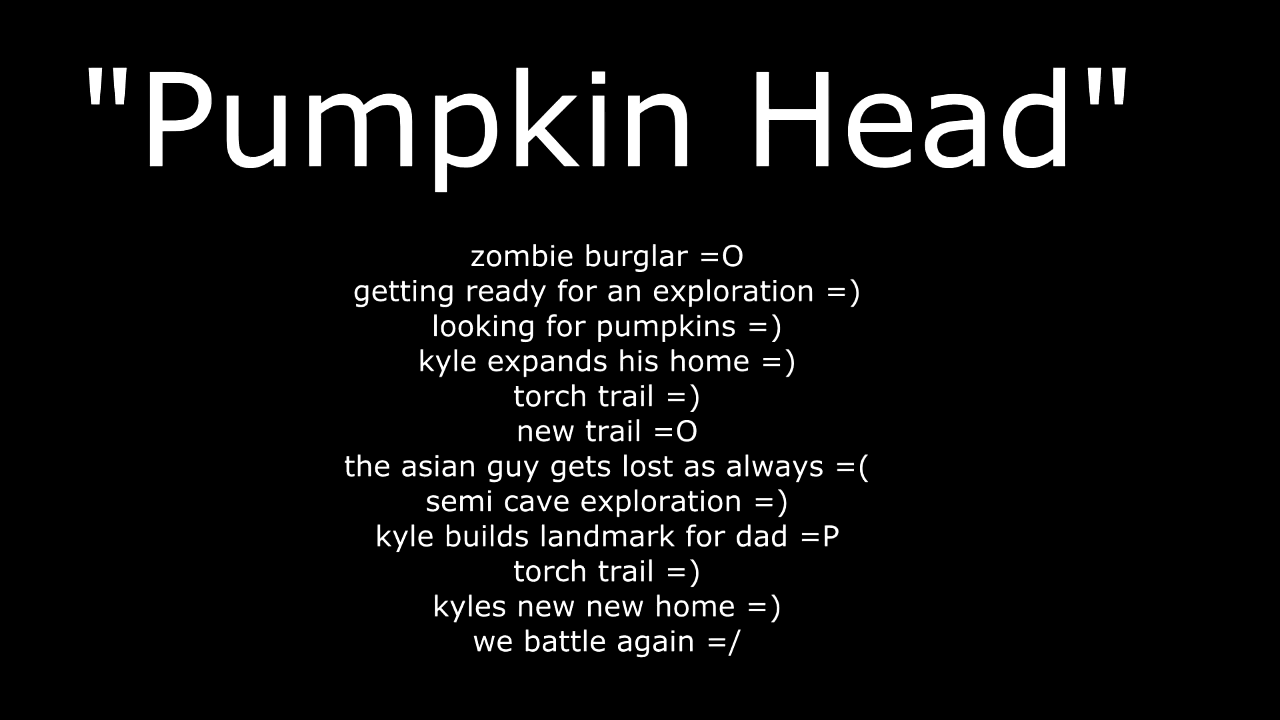 "Pumpkin Head"
zombie burglar =O
getting ready for an exploration =)
looking for pumpkins =)
kyle expands his home =)
torch trail =)
new trail =O
the asian guy gets lost as always =(
semi cave exploration =)
kyle builds landmark for dad =P
torch trail =)
kyles new new home =)
we battle again =/